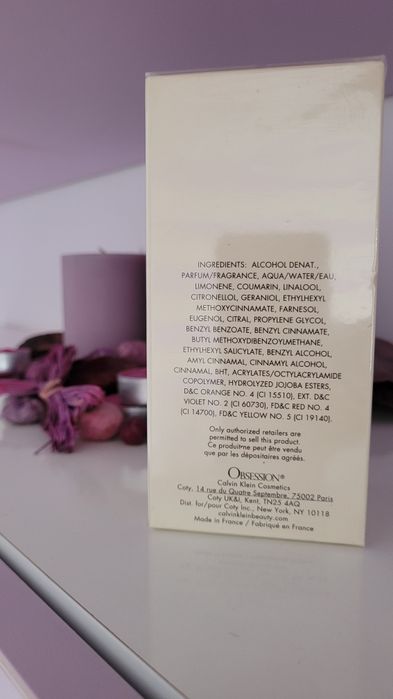 INGREDIENTS: ALCOHOL DENAT.,
PARFUM/FRAGRANCE, AQUA/WATER/EAU,
LIMONENE, COUMARIN, LINALOOL,
CITRONELLOL, GERANIOL, ETHYLHEXYL
METHOXYCINNAMATE, FARNESOL,
EUGENOL, CITRAL, PROPYLENE GLYCOL,
BENZYL BENZOATE, BENZYL CINNAMATE,
BUTYL METHOXYDIBENZOYLMETHANE,
ETHYLHEXYL SALICYLATE, BENZYL ALCOHOL,
AMYL CINNAMAL, CINNAMYL ALCOHOL,
CINNAMAL, BHT, ACRYLATES/OCTYLACRYLAMIDE
COPOLYMER, HYDROLYZED JOJOBA ESTERS,
D&C ORANGE NO. 4 (CI 15510), EXT. D&C
VIOLET NO. 2 (CI 60730), FD&C RED NO. 4
(CI 14700), FD&C YELLOW NO. 5 (CI 19140).
Only authorized retailers are
permitted to sell this product.
Ce produit ne peut être vendu
que par les dépositaires agréés.
OBSESSION®
Calvin Klein Cosmetics
Coty, 14 rue du Quatre Septembre, 75002 Paris
Coty UK&I, Kent, TN25 4AQ
Dist. for/pour Coty Inc., New York, NY 10118
calvinkleinbeauty.com
Made in France / Fabriqué en France